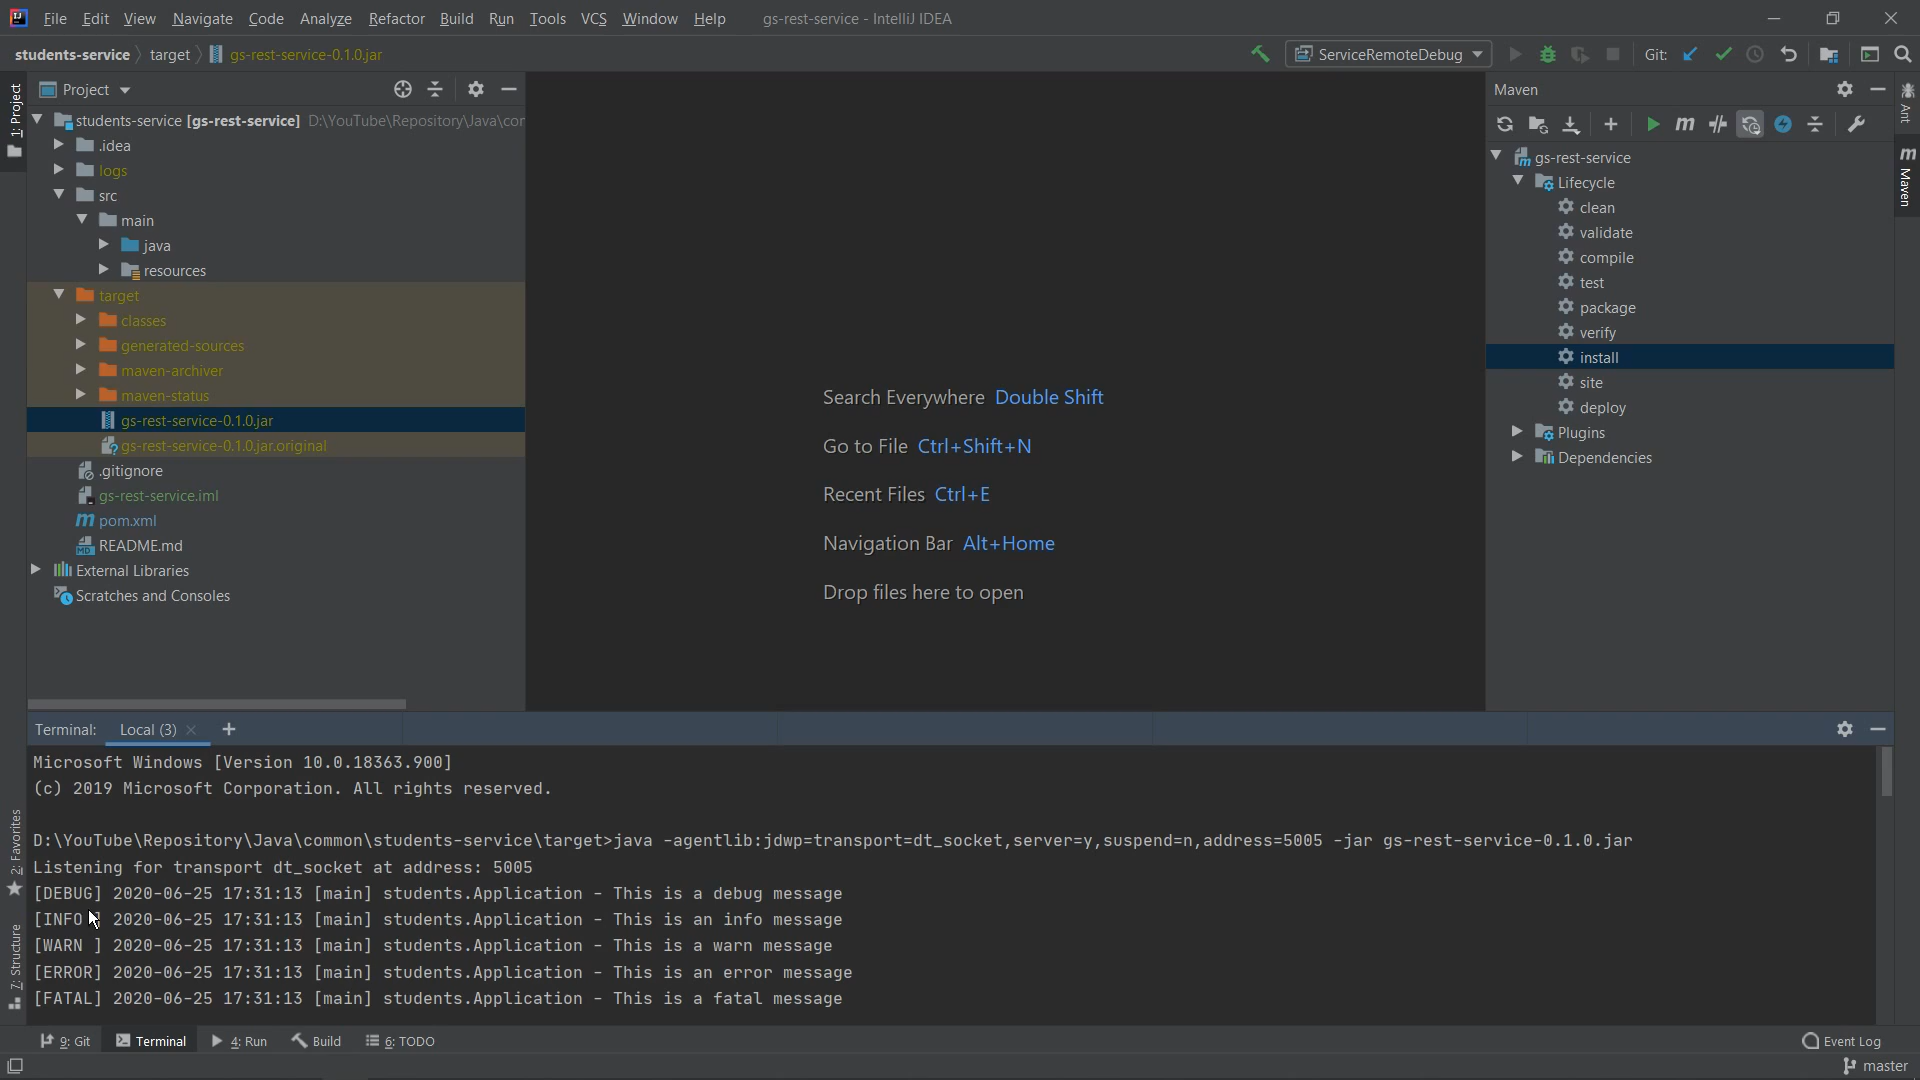 File Edit View Navigate Code Analyze Refactor Build Run Tools VCS Window Help gs-rest-service - IntelliJ IDEA
students-service target gs-rest-service-0.1.0.jar ServiceRemoteDebug Git:
1: Project
Project
students-service [gs-rest-service] D:\YouTube\Repository\Java\cor
.idea
logs
src
main
java
resources
target
classes
generated-sources
maven-archiver
maven-status
gs-rest-service-0.1.0.jar
gs-rest-service-0.1.0.jar.original
.gitignore
gs-rest-service.iml
pom.xml
README.md
External Libraries
Scratches and Consoles
Search Everywhere Double Shift
Go to File Ctrl+Shift+N
Recent Files Ctrl+E
Navigation Bar Alt+Home
Drop files here to open
Maven
gs-rest-service
Lifecycle
clean
validate
compile
test
package
verify
install
site
deploy
Plugins
Dependencies
Ant
Maven
Terminal: Local (3)
Microsoft Windows [Version 10.0.18363.900]
(c) 2019 Microsoft Corporation. All rights reserved.
D:\YouTube\Repository\Java\common\students-service\target>java -agentlib:jdwp=transport=dt_socket,server=y,suspend=n,address=5005 -jar gs-rest-service-0.1.0.jar
Listening for transport dt_socket at address: 5005
[DEBUG] 2020-06-25 17:31:13 [main] students.Application - This is a debug message
[INFO ] 2020-06-25 17:31:13 [main] students.Application - This is an info message
[WARN ] 2020-06-25 17:31:13 [main] students.Application - This is a warn message
[ERROR] 2020-06-25 17:31:13 [main] students.Application - This is an error message
[FATAL] 2020-06-25 17:31:13 [main] students.Application - This is a fatal message
2: Favorites
7: Structure
9: Git Terminal 4: Run Build 6: TODO Event Log
master